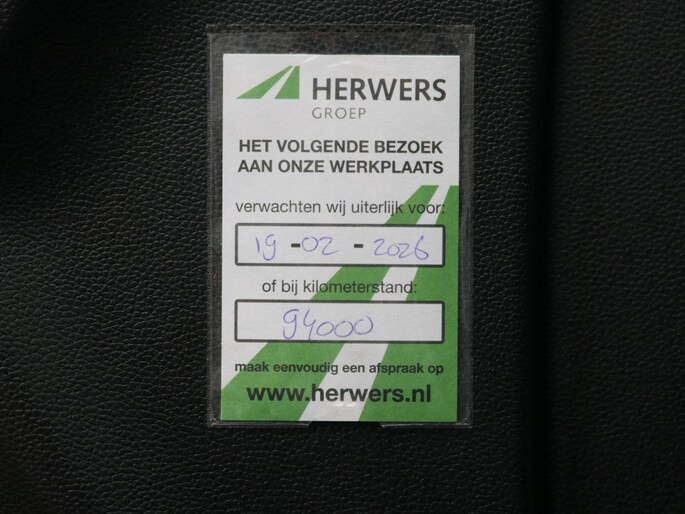 HERWERS
GROEP
HET VOLGENDE BEZOEK
AAN ONZE WERKPLAATS
verwachten wij uiterlijk voor:
19 - 02 - 2026
of bij kilometerstand:
94000
maak eenvoudig een afspraak op
www.herwers.nl